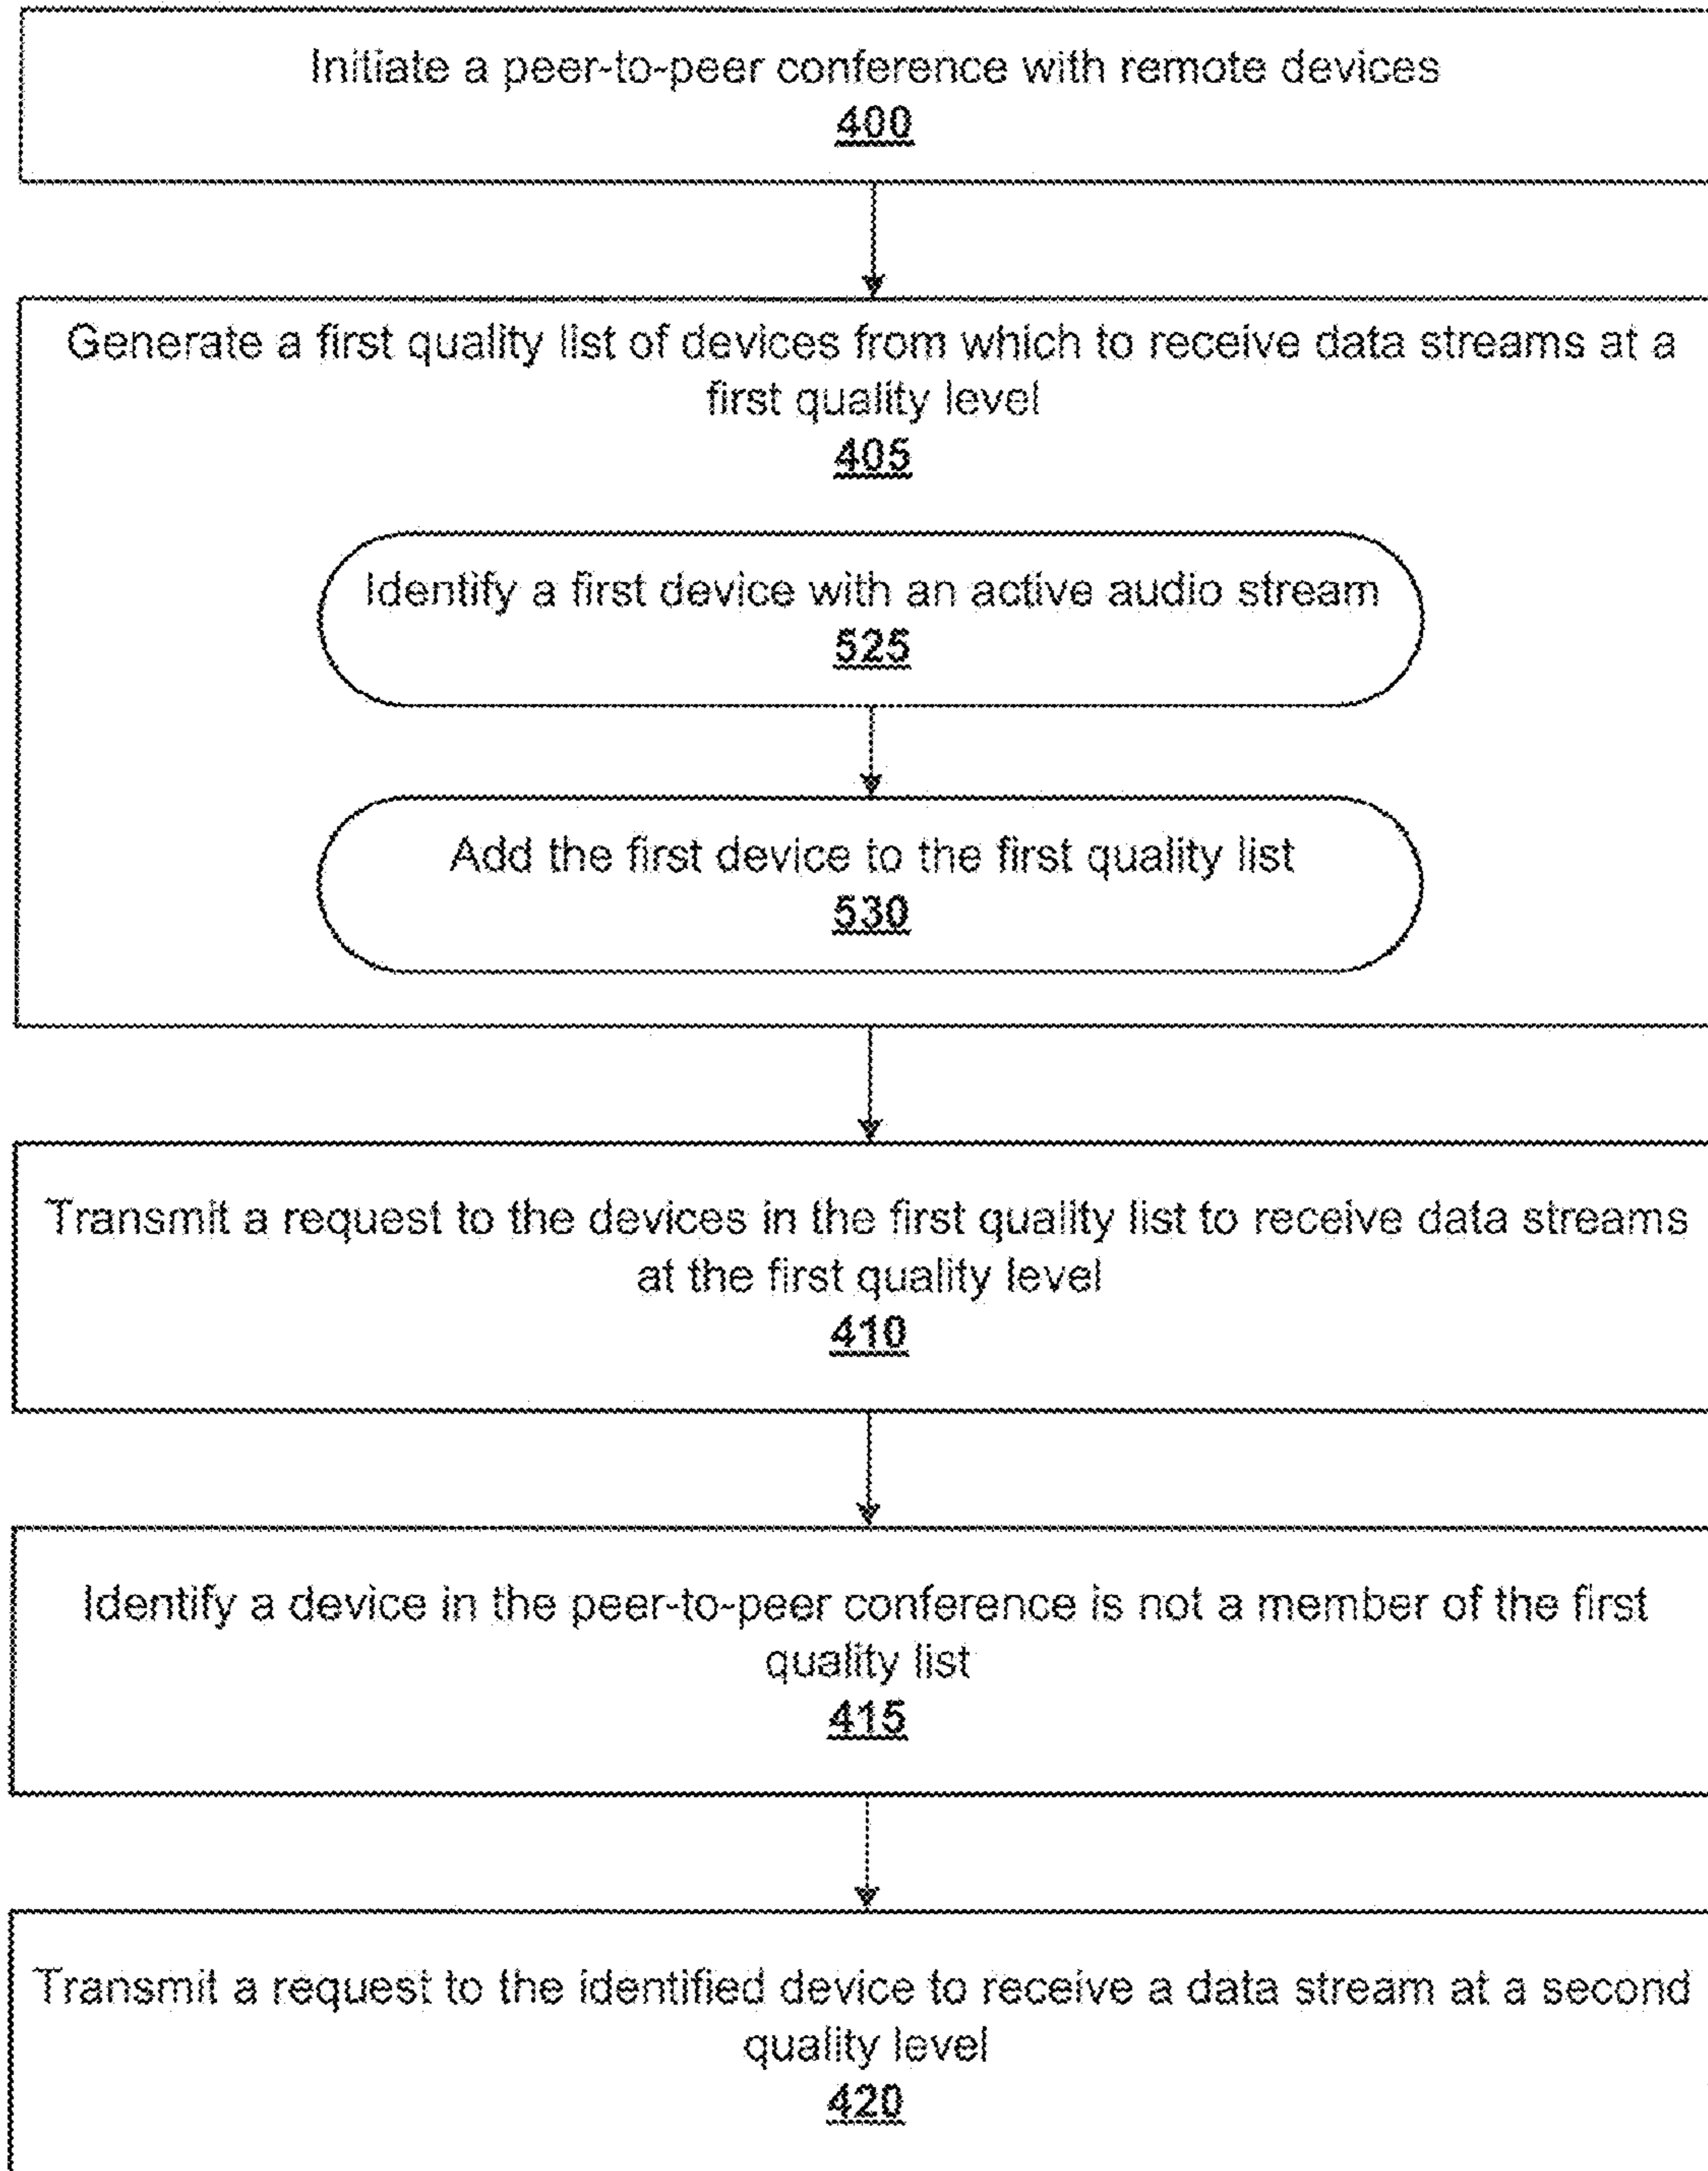 Initiate a peer-to-peer conference with remote devices
400
Generate a first quality list of devices from which to receive data streams at a
first quality level
405
Identify a first device with an active audio stream
525
Add the first device to the first quality list
530
Transmit a request to the devices in the first quality list to receive data streams
at the first quality level
410
Identify a device in the peer-to-peer conference is not a member of the first
quality list
415
Transmit a request to the identified device to receive a data stream at a second
quality level
420